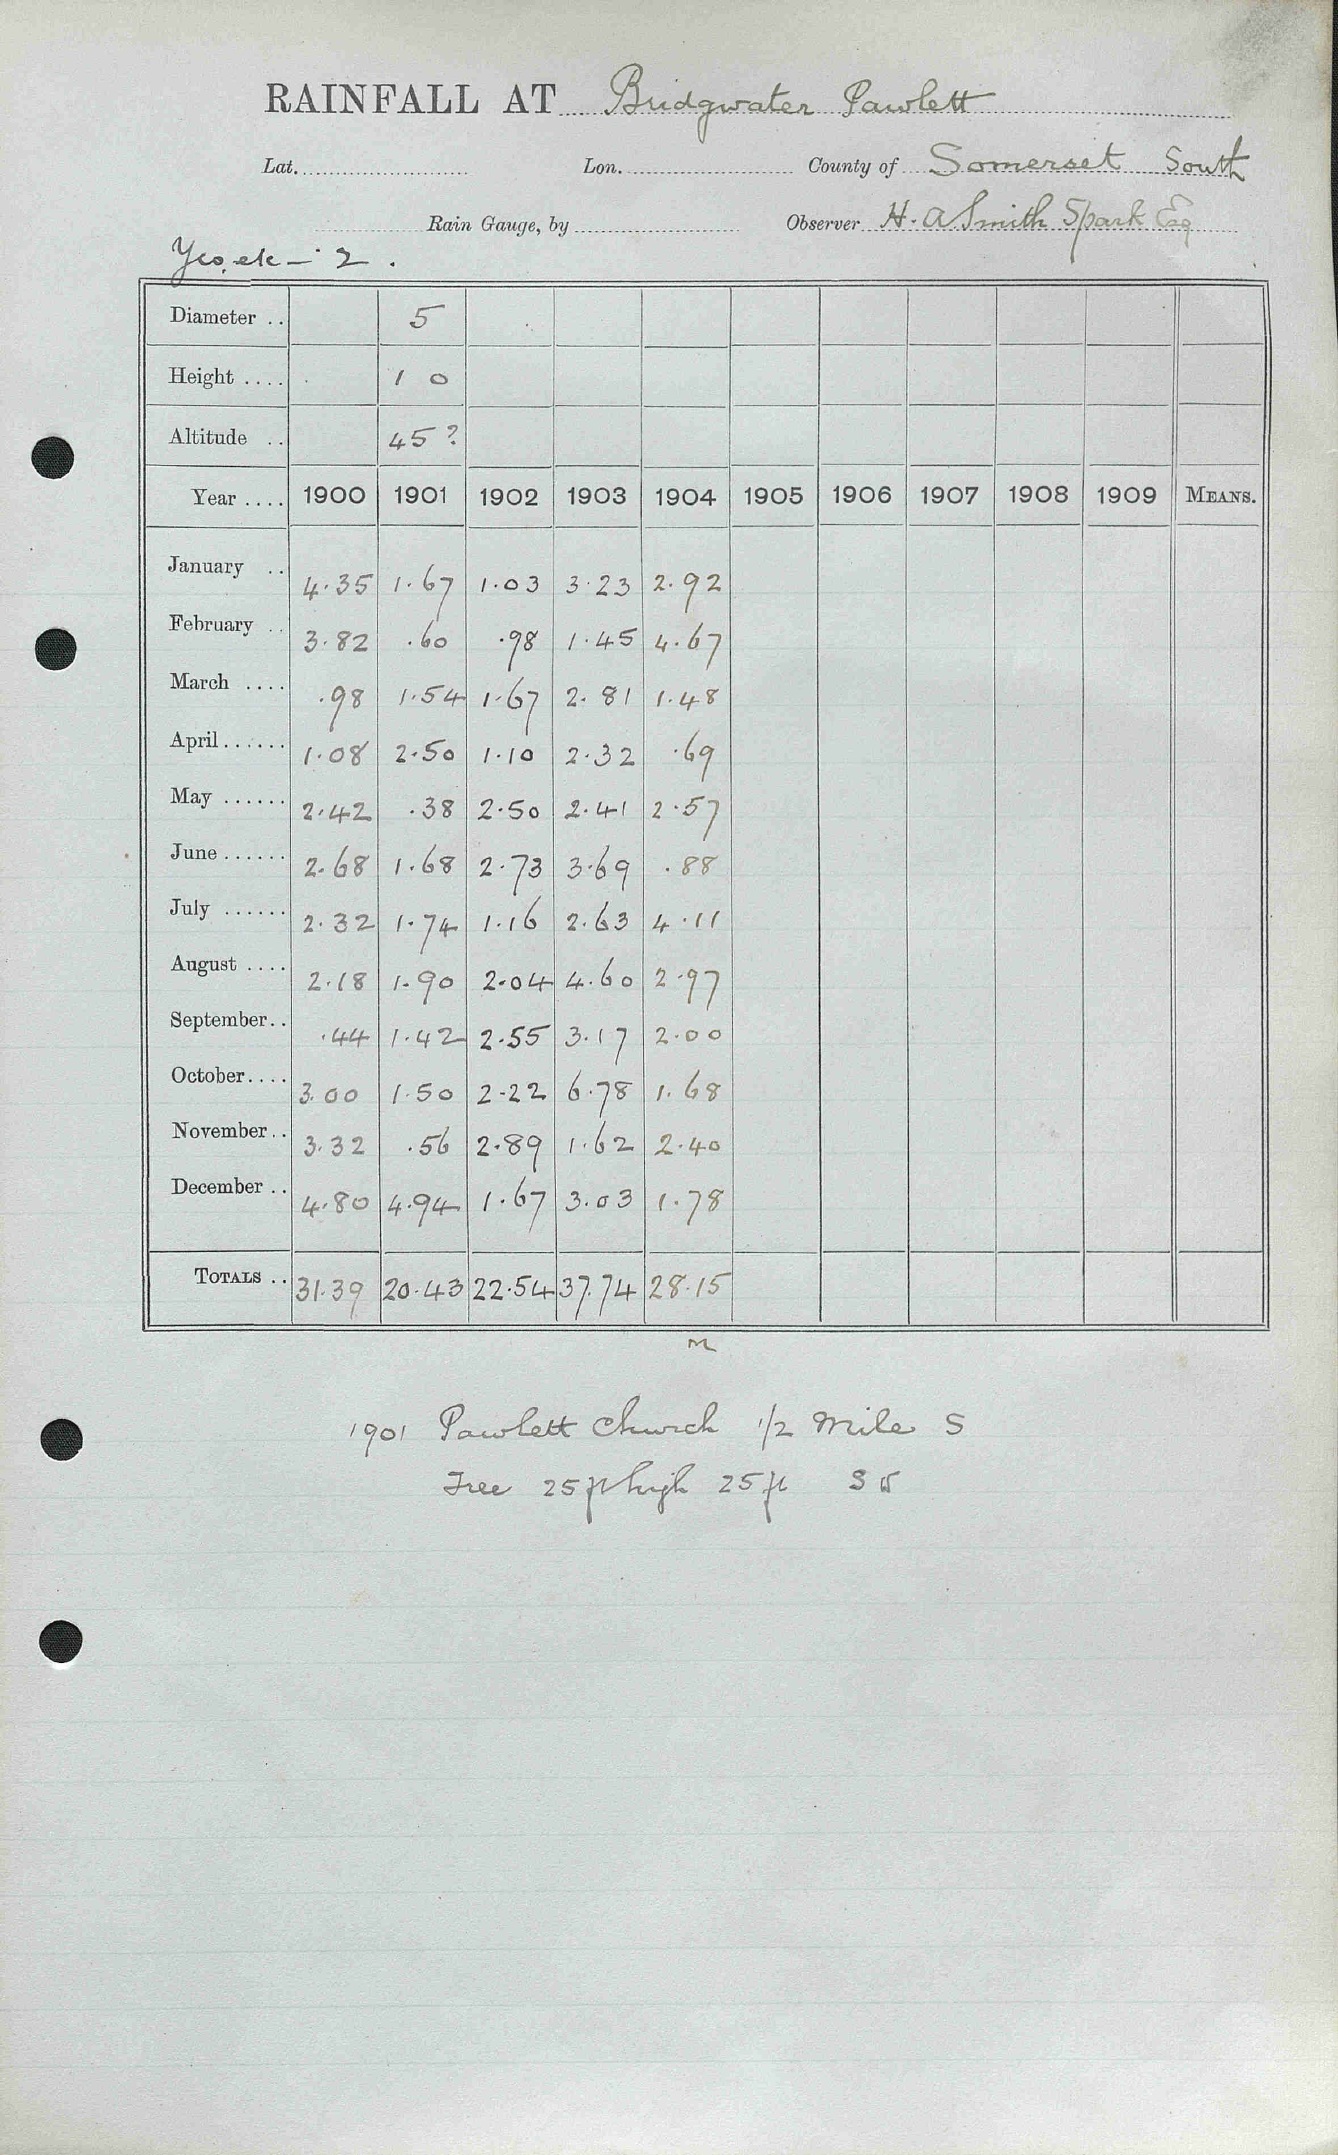 RAINFALL AT Bridgwater Pawlett
Lat. Lon. County of Somerset South
Rain Gauge, by Observer H. A Smith Spark Esq
2.
Diameter .. 5
Height .... 1 0
Altitude .. 45?
Year .... 1900 1901 1902 1903 1904 1905 1906 1907 1908 1909 MEANS.
January .. 4.35 1.67 1.03 3.23 2.92
February .. 3.82 .60 .98 1.45 4.67
March .... .98 1.54 1.67 2.81 1.48
April...... 1.08 2.50 1.10 2.32 .69
May ...... 2.42 .38 2.50 2.41 2.57
June...... 2.68 1.68 2.73 3.69 .88
July ...... 2.32 1.74 1.16 2.63 4.11
August .... 2.18 1.90 2.04 4.60 2.97
September.. .44 1.42 2.55 3.17 2.00
October.... 3.00 1.50 2.22 6.78 1.68
November.. 3.32 .56 2.89 1.62 2.40
December .. 4.80 4.94 1.67 3.03 1.78
TOTALS .. 31.39 20.43 22.54 37.74 28.15
m
1901 Pawlett Church 1/2 Mile S
Tree 25 ft high 25 ft SW